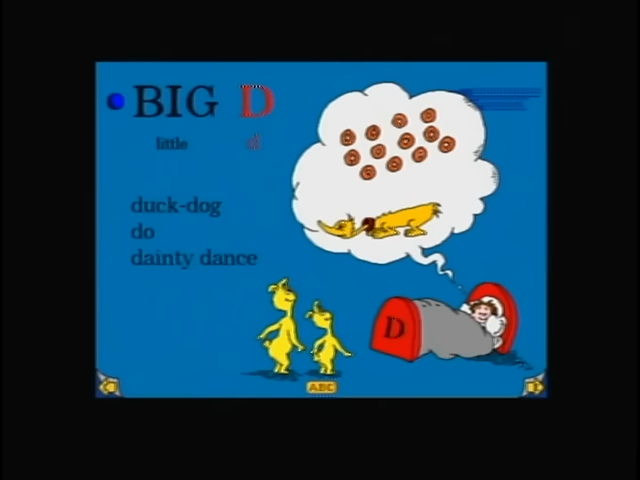 BIG D
little d
duck-dog
do
dainty dance
D
ABC